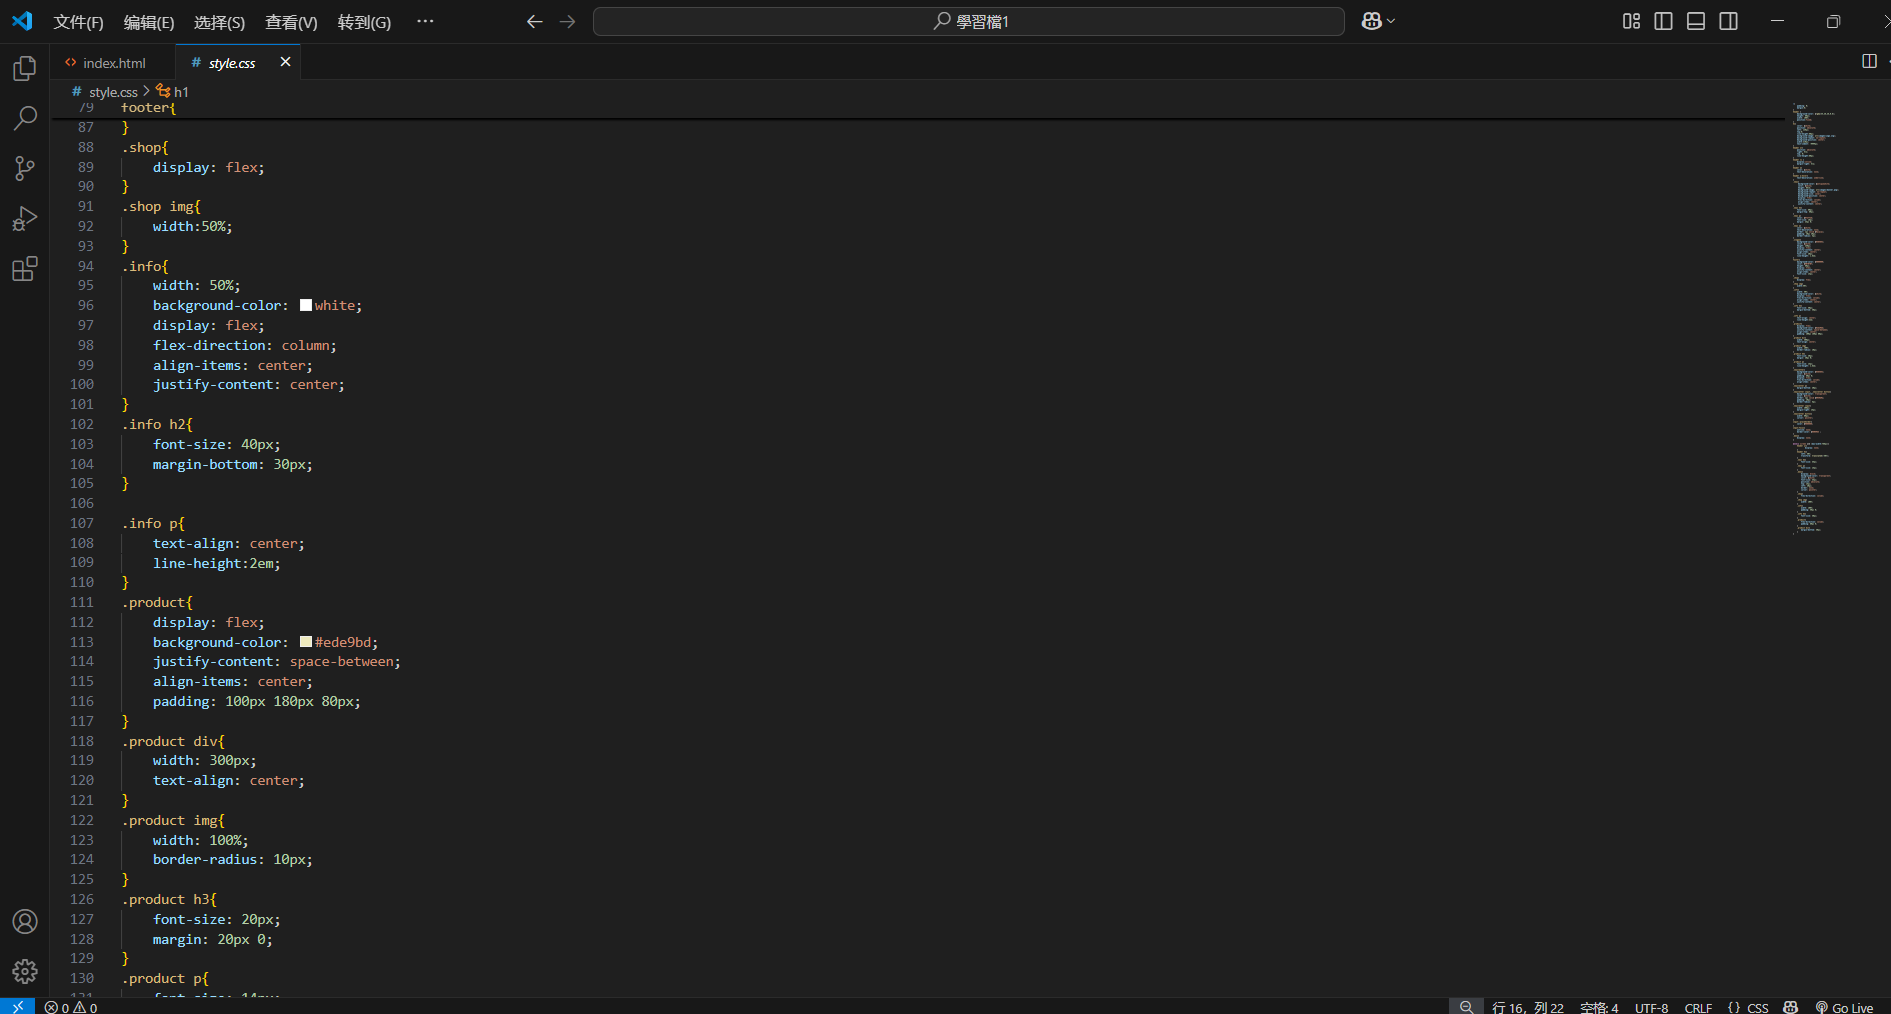 文件(F) 编辑(E) 选择(S) 查看(V) 转到(G) ··· 學習檔1
index.html style.css
style.css > h1
79 footer{
87 }
88 .shop{
89 display: flex;
90 }
91 .shop img{
92 width:50%;
93 }
94 .info{
95 width: 50%;
96 background-color: white;
97 display: flex;
98 flex-direction: column;
99 align-items: center;
100 justify-content: center;
101 }
102 .info h2{
103 font-size: 40px;
104 margin-bottom: 30px;
105 }
106
107 .info p{
108 text-align: center;
109 line-height:2em;
110 }
111 .product{
112 display: flex;
113 background-color: #ede9bd;
114 justify-content: space-between;
115 align-items: center;
116 padding: 100px 180px 80px;
117 }
118 .product div{
119 width: 300px;
120 text-align: center;
121 }
122 .product img{
123 width: 100%;
124 border-radius: 10px;
125 }
126 .product h3{
127 font-size: 20px;
128 margin: 20px 0;
129 }
130 .product p{
131 font-size: 14px;
0 0 行 16，列 22 空格: 4 UTF-8 CRLF {} CSS Go Live